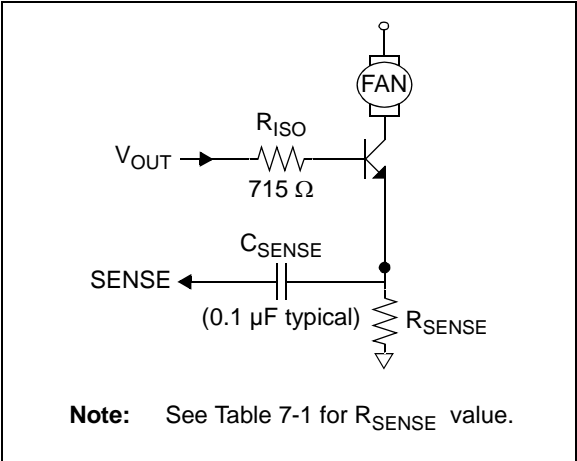 FAN
R_ISO
V_OUT
715 Ω
C_SENSE
SENSE
(0.1 µF typical)
R_SENSE
Note: See Table 7-1 for R_SENSE value.